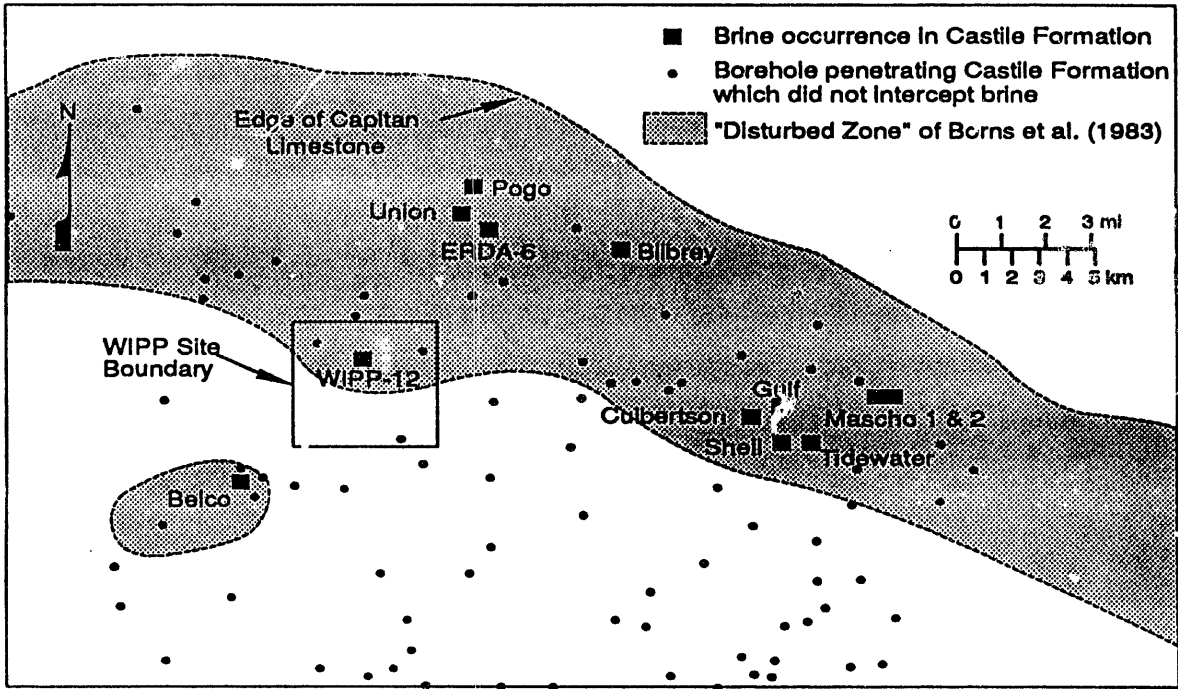 Brine occurrence in Castile Formation
Borehole penetrating Castile Formation
which did not intercept brine
"Disturbed Zone" of Borns et al. (1983)
N
Edge of Capitan
Limestone
Pogo
Union
ERDA-6
Bilbrey
0 1 2 3 mi
0 1 2 3 4 5 km
WIPP Site
Boundary
WIPP-12
Gulf
Culbertson
Mascho 1 & 2
Shell
Tidewater
Belco